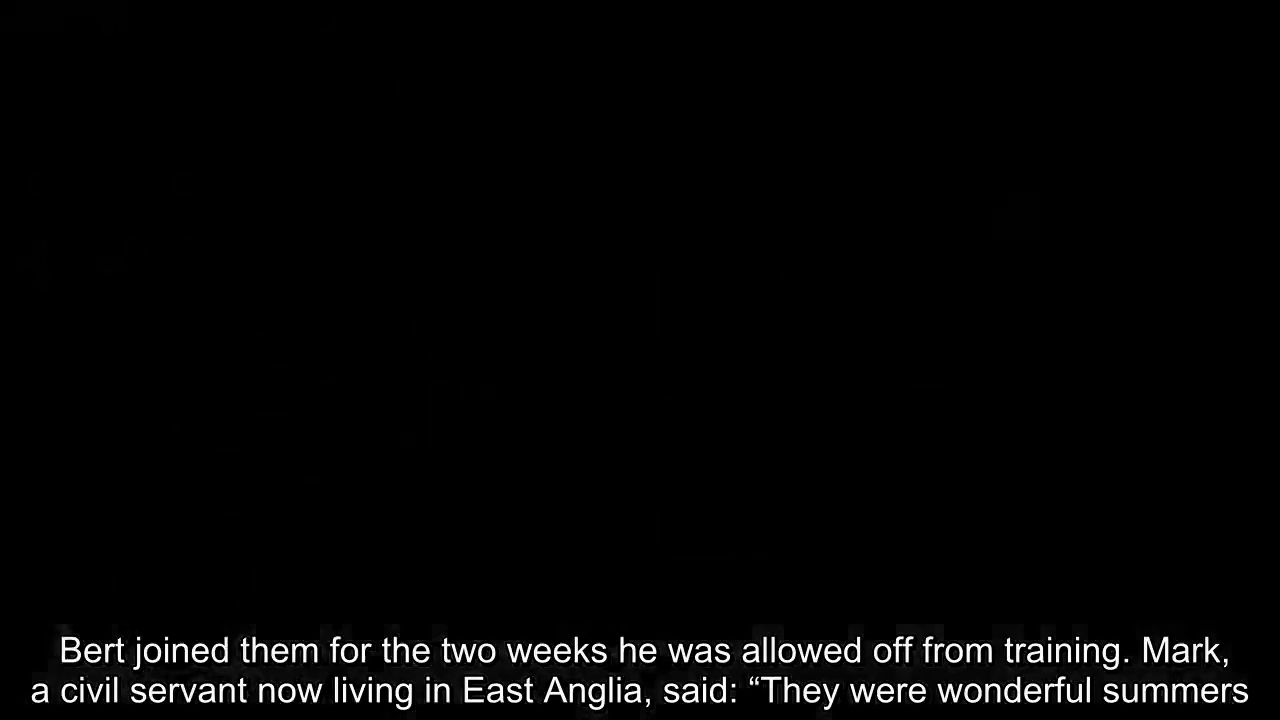 Bert joined them for the two weeks he was allowed off from training. Mark,
a civil servant now living in East Anglia, said: “They were wonderful summers